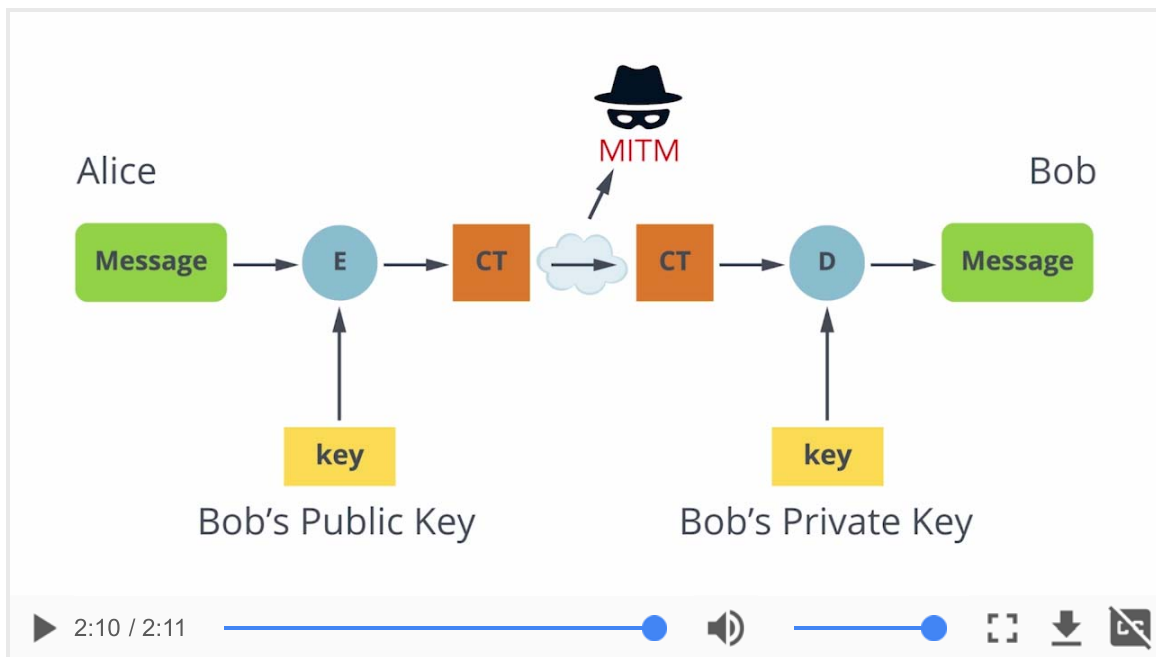 MITM
Alice
Bob
Message
E
CT
CT
D
Message
key
key
Bob's Public Key
Bob's Private Key
2:10 / 2:11
CC